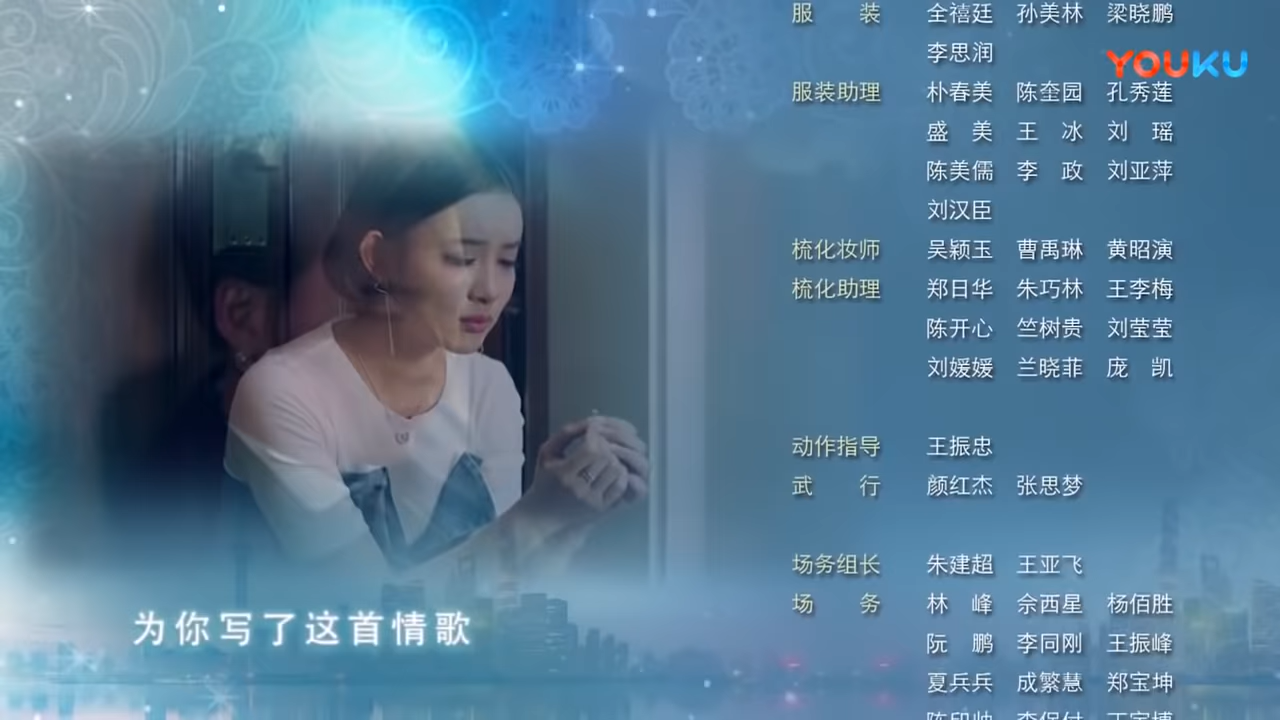 服 装 全禧廷 孙美林 梁晓鹏
李思润
YOUKU
服装助理 朴春美 陈奎园 孔秀莲
盛 美 王 冰 刘 瑶
陈美儒 李 政 刘亚萍
刘汉臣
梳化妆师 吴颖玉 曹禹琳 黄昭演
梳化助理 郑日华 朱巧林 王李梅
陈开心 竺树贵 刘莹莹
刘媛媛 兰晓菲 庞 凯
动作指导 王振忠
武 行 颜红杰 张思梦
场务组长 朱建超 王亚飞
场 务 林 峰 佘西星 杨佰胜
为你写了这首情歌
阮 鹏 李同刚 王振峰
夏兵兵 成繁慧 郑宝坤